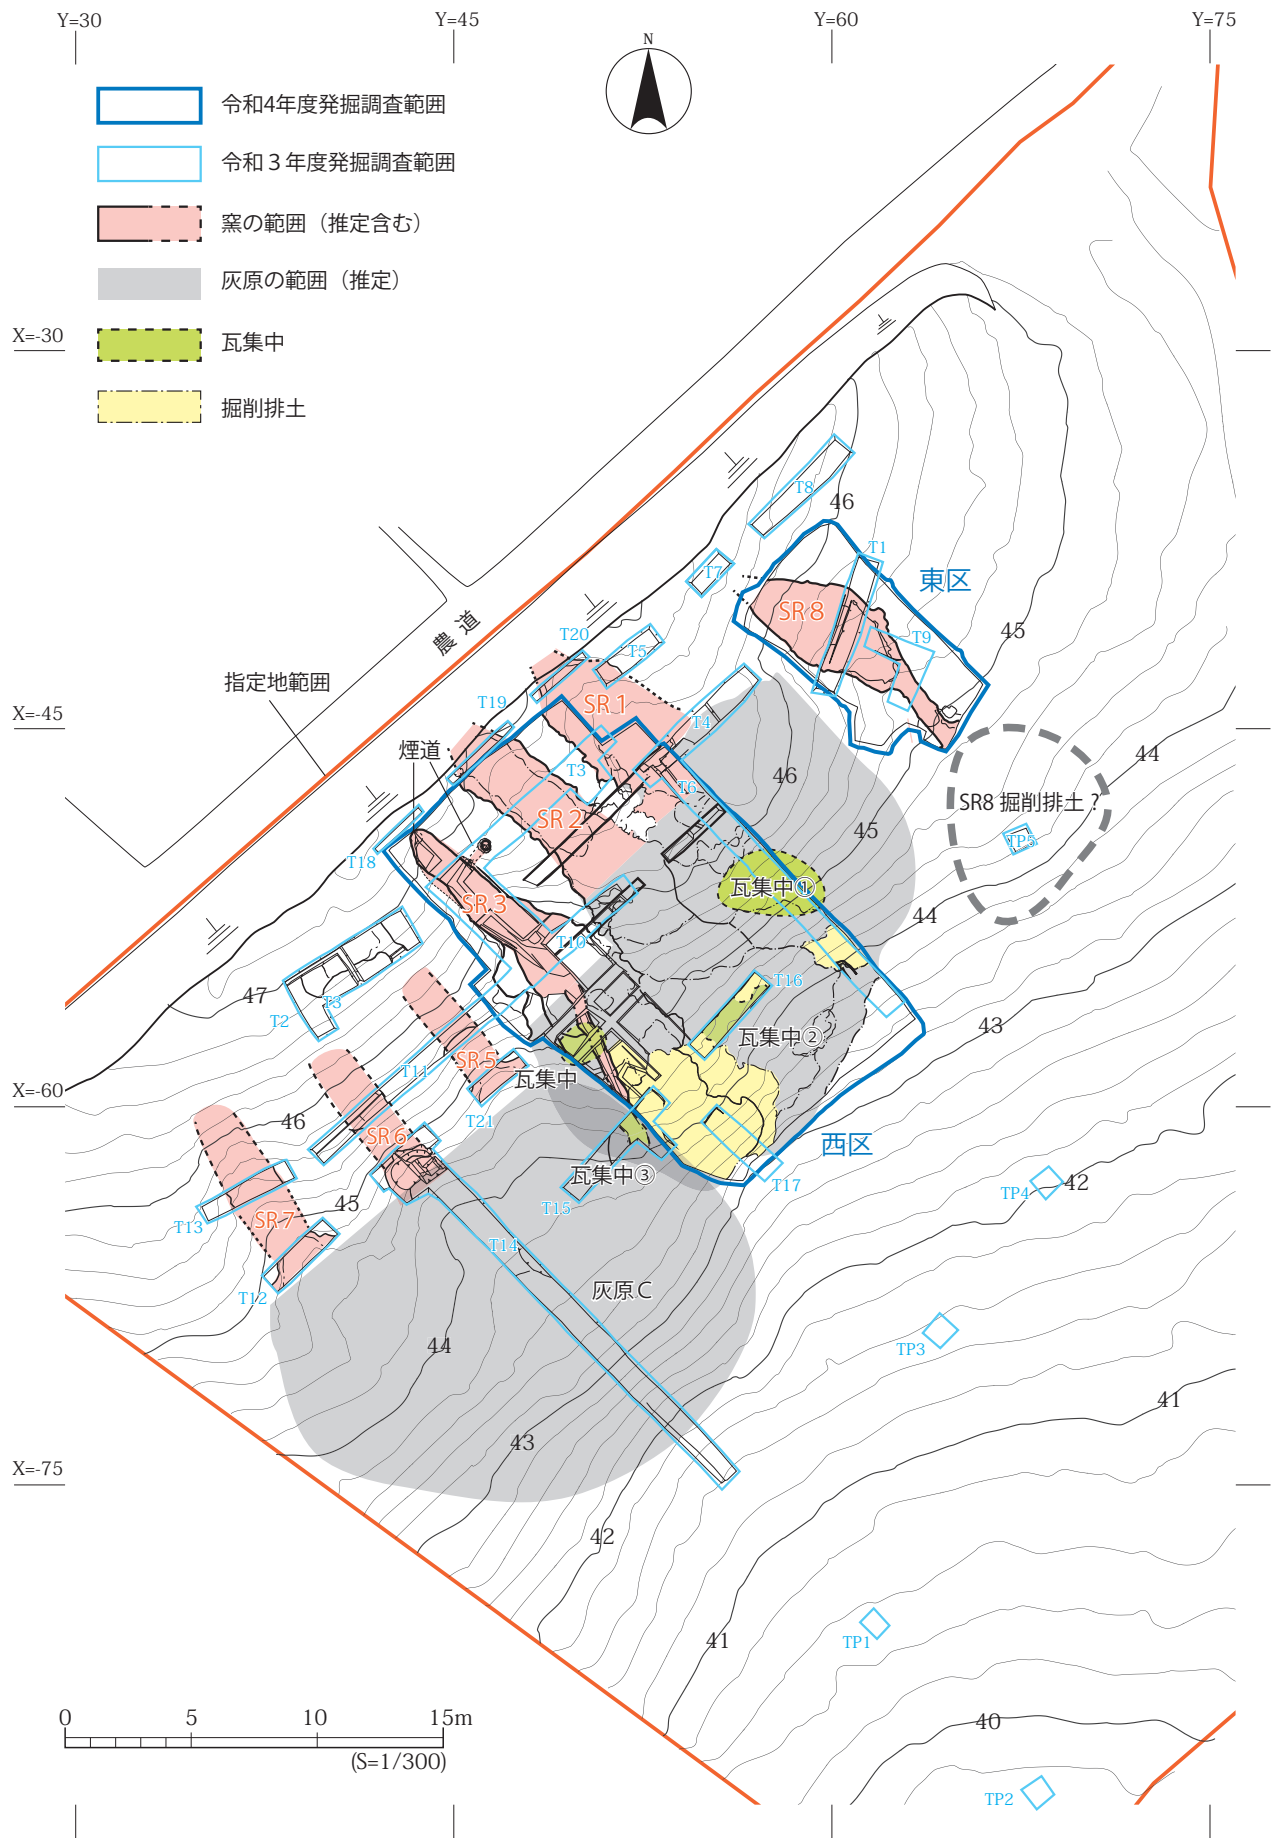 Y=30
Y=45
Y=60
Y=75
N
令和4年度発掘調査範囲
令和３年度発掘調査範囲
窯の範囲（推定含む）
灰原の範囲（推定）
X=-30
瓦集中
掘削排土
T8
46
T1
T7
東区
SR８
農道
T20
T5
T9
45
指定地範囲
T19
SR１
X=-45
煙道
T4
44
T3
46
T6
SR8 掘削排土？
SR２
45
TP5
T18
瓦集中①
SR３
44
T10
T16
47
T3
T2
43
瓦集中②
SR５
T11
瓦集中
X=-60
46
T21
SR６
西区
瓦集中③
T17
42
TP4
45
T15
SR７
T13
T14
灰原Ｃ
T12
44
TP3
41
43
X=-75
42
TP1
41
0 5 10 15m
40
(S=1/300)
TP2